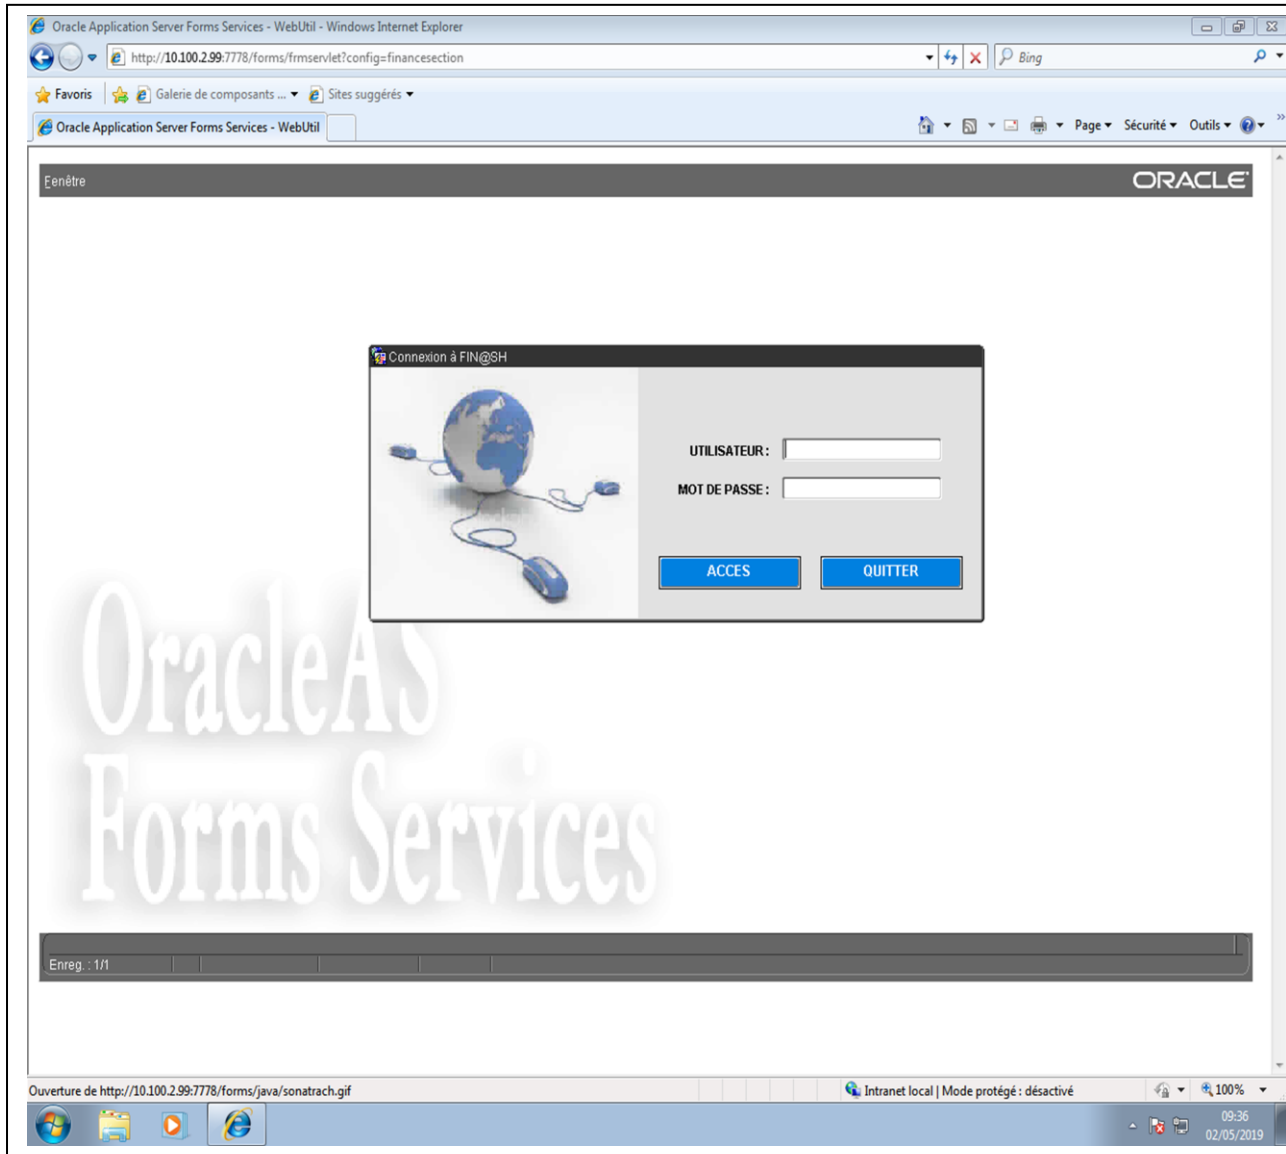 Oracle Application Server Forms Services - WebUtil - Windows Internet Explorer
http://10.100.2.99:7778/forms/frmservlet?config=financesection
Bing
Favoris Galerie de composants ... Sites suggérés
Oracle Application Server Forms Services - WebUtil
Page Sécurité Outils
Fenêtre
ORACLE
Connexion à FIN@SH
UTILISATEUR :
MOT DE PASSE :
ACCES QUITTER
OracleAS
Forms Services
Enreg. : 1/1
Ouverture de http://10.100.2.99:7778/forms/java/sonatrach.gif
Intranet local | Mode protégé : désactivé
100%
09:36
02/05/2019